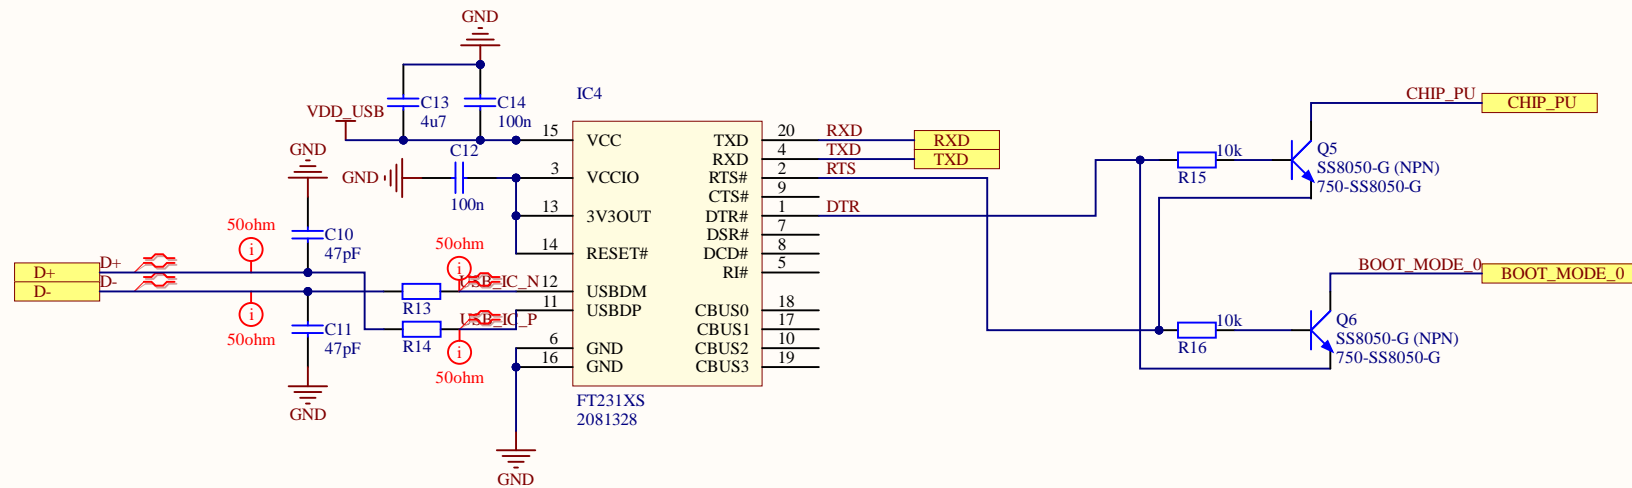 GND
IC4
CHIP_PU
CHIP_PU
VDD_USB
C13
4u7
C14
100n
15
VCC
TXD
20
RXD
RXD
4
RXD
TXD
TXD
GND
C12
100n
GND
3
VCCIO
RTS#
2
RTS
CTS#
9
13
3V3OUT
DTR#
1
DTR
DSR#
7
14
RESET#
DCD#
8
RI#
5
R15
10k
Q5
SS8050-G (NPN)
750-SS8050-G
50ohm
i
C10
47pF
50ohm
i
D+
D+
D-
D-
USB_IC_N
12
USBDM
R13
USB_IC_P
11
USBDP
R14
i
50ohm
C11
47pF
i
50ohm
GND
6
GND
16
GND
CBUS0
18
CBUS1
17
CBUS2
10
CBUS3
19
BOOT_MODE_0
BOOT_MODE_0
R16
10k
Q6
SS8050-G (NPN)
750-SS8050-G
FT231XS
2081328
GND